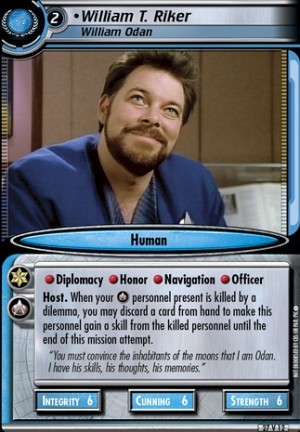 2
•William T. Riker
William Odan
Human
Diplomacy • Honor • Navigation • Officer
Host. When your personnel present is killed by a
dilemma, you may discard a card from hand to make this
personnel gain a skill from the killed personnel until the
end of this mission attempt.
"You must convince the inhabitants of the moons that I am Odan.
I have his skills, his thoughts, his memories."
INTEGRITY 6
CUNNING 6
STRENGTH 6